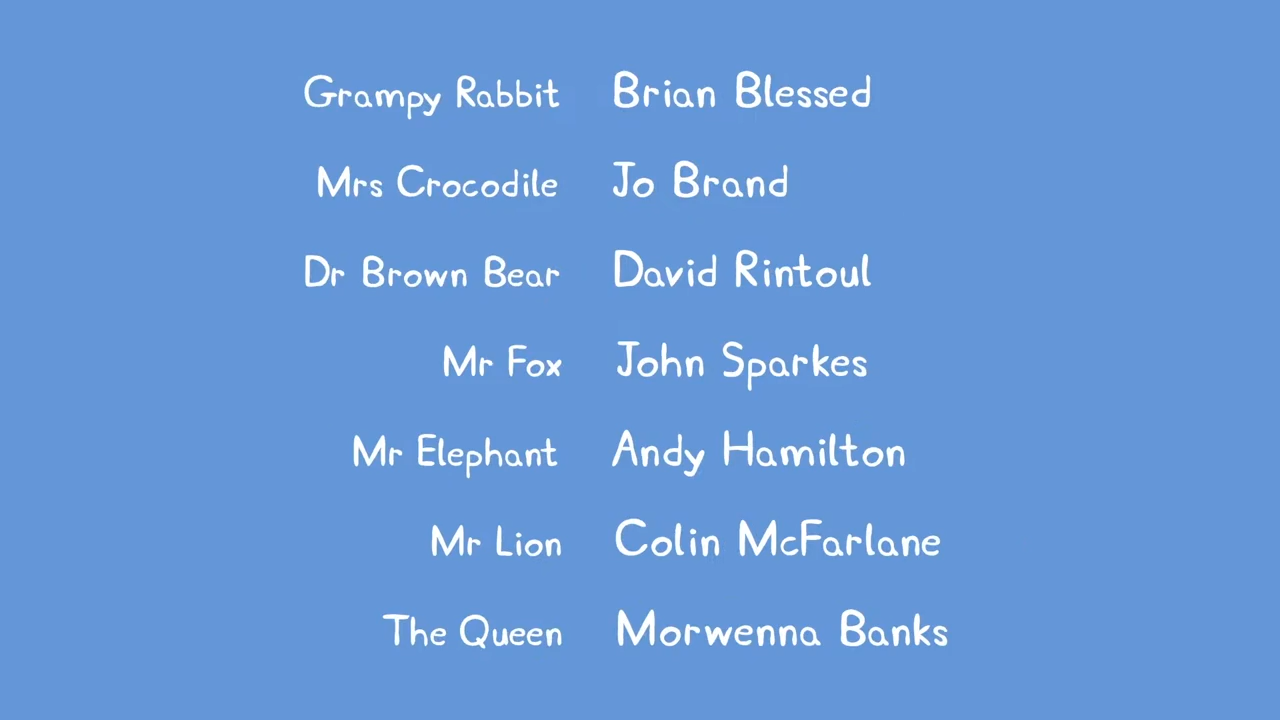 Grampy Rabbit Brian Blessed
Mrs Crocodile Jo Brand
Dr Brown Bear David Rintoul
Mr Fox John Sparkes
Mr Elephant Andy Hamilton
Mr Lion Colin McFarlane
The Queen Morwenna Banks